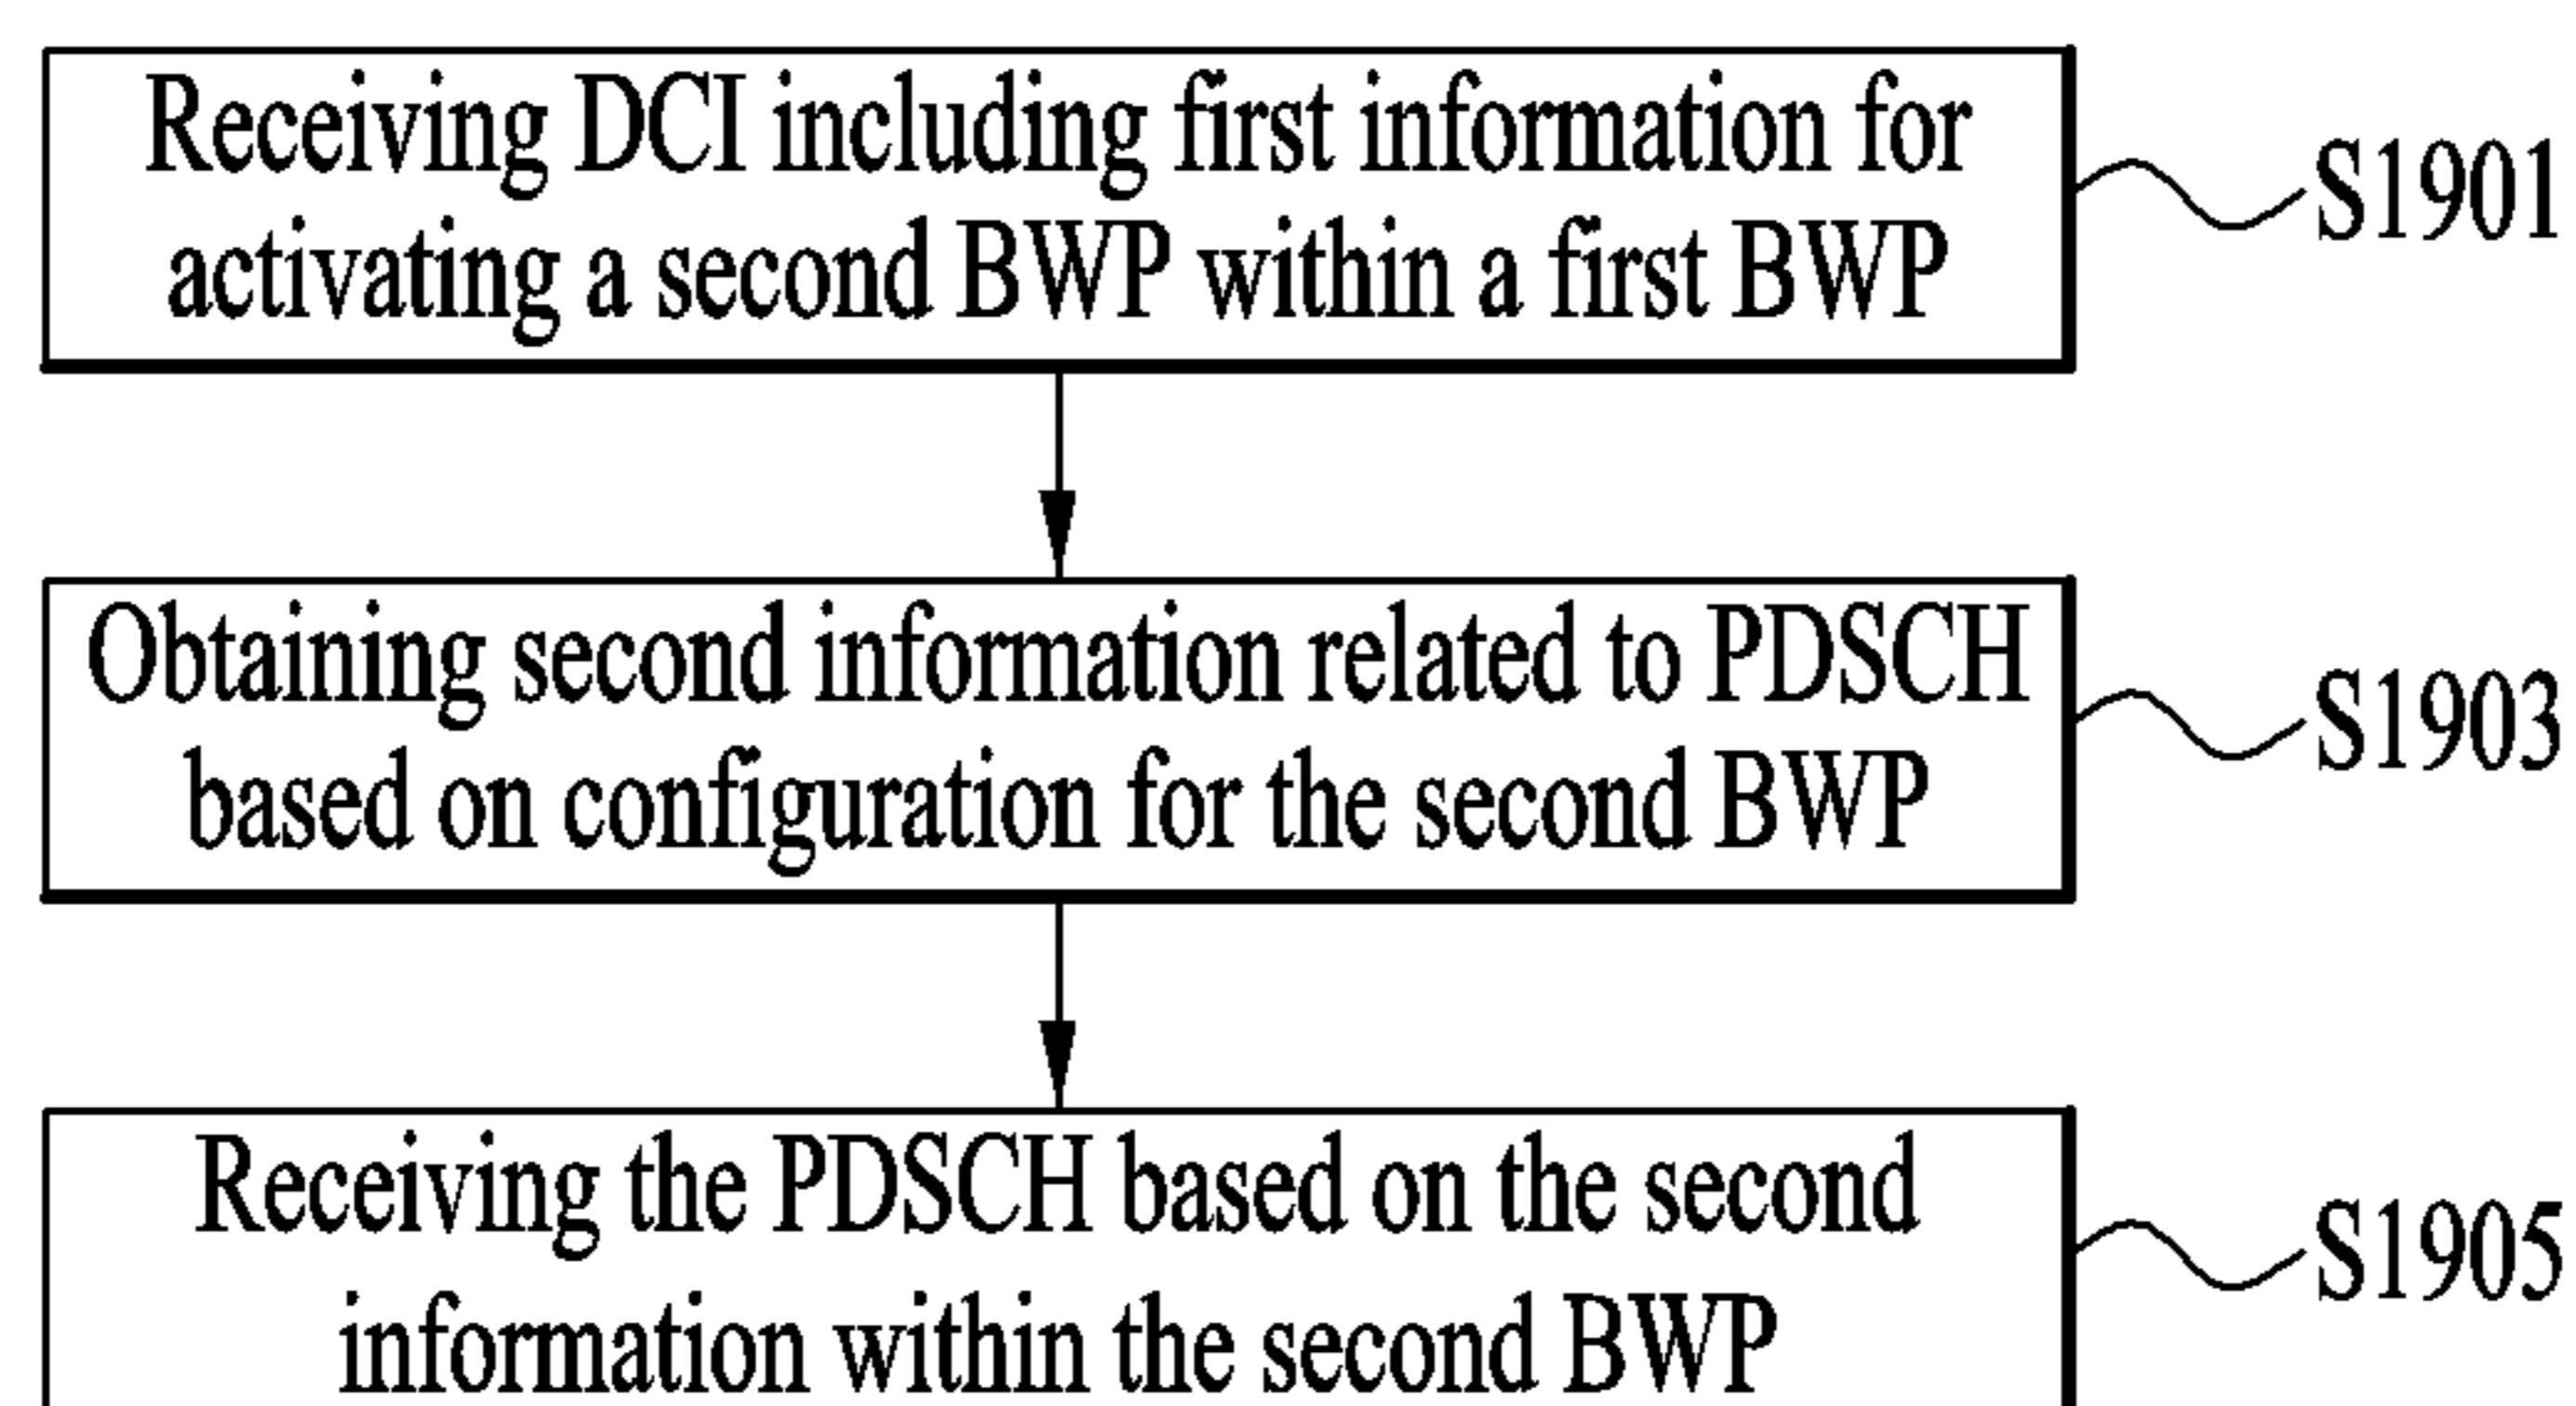 Receiving DCI including first information for
activating a second BWP within a first BWP
S1901
Obtaining second information related to PDSCH
based on configuration for the second BWP
S1903
Receiving the PDSCH based on the second
information within the second BWP
S1905